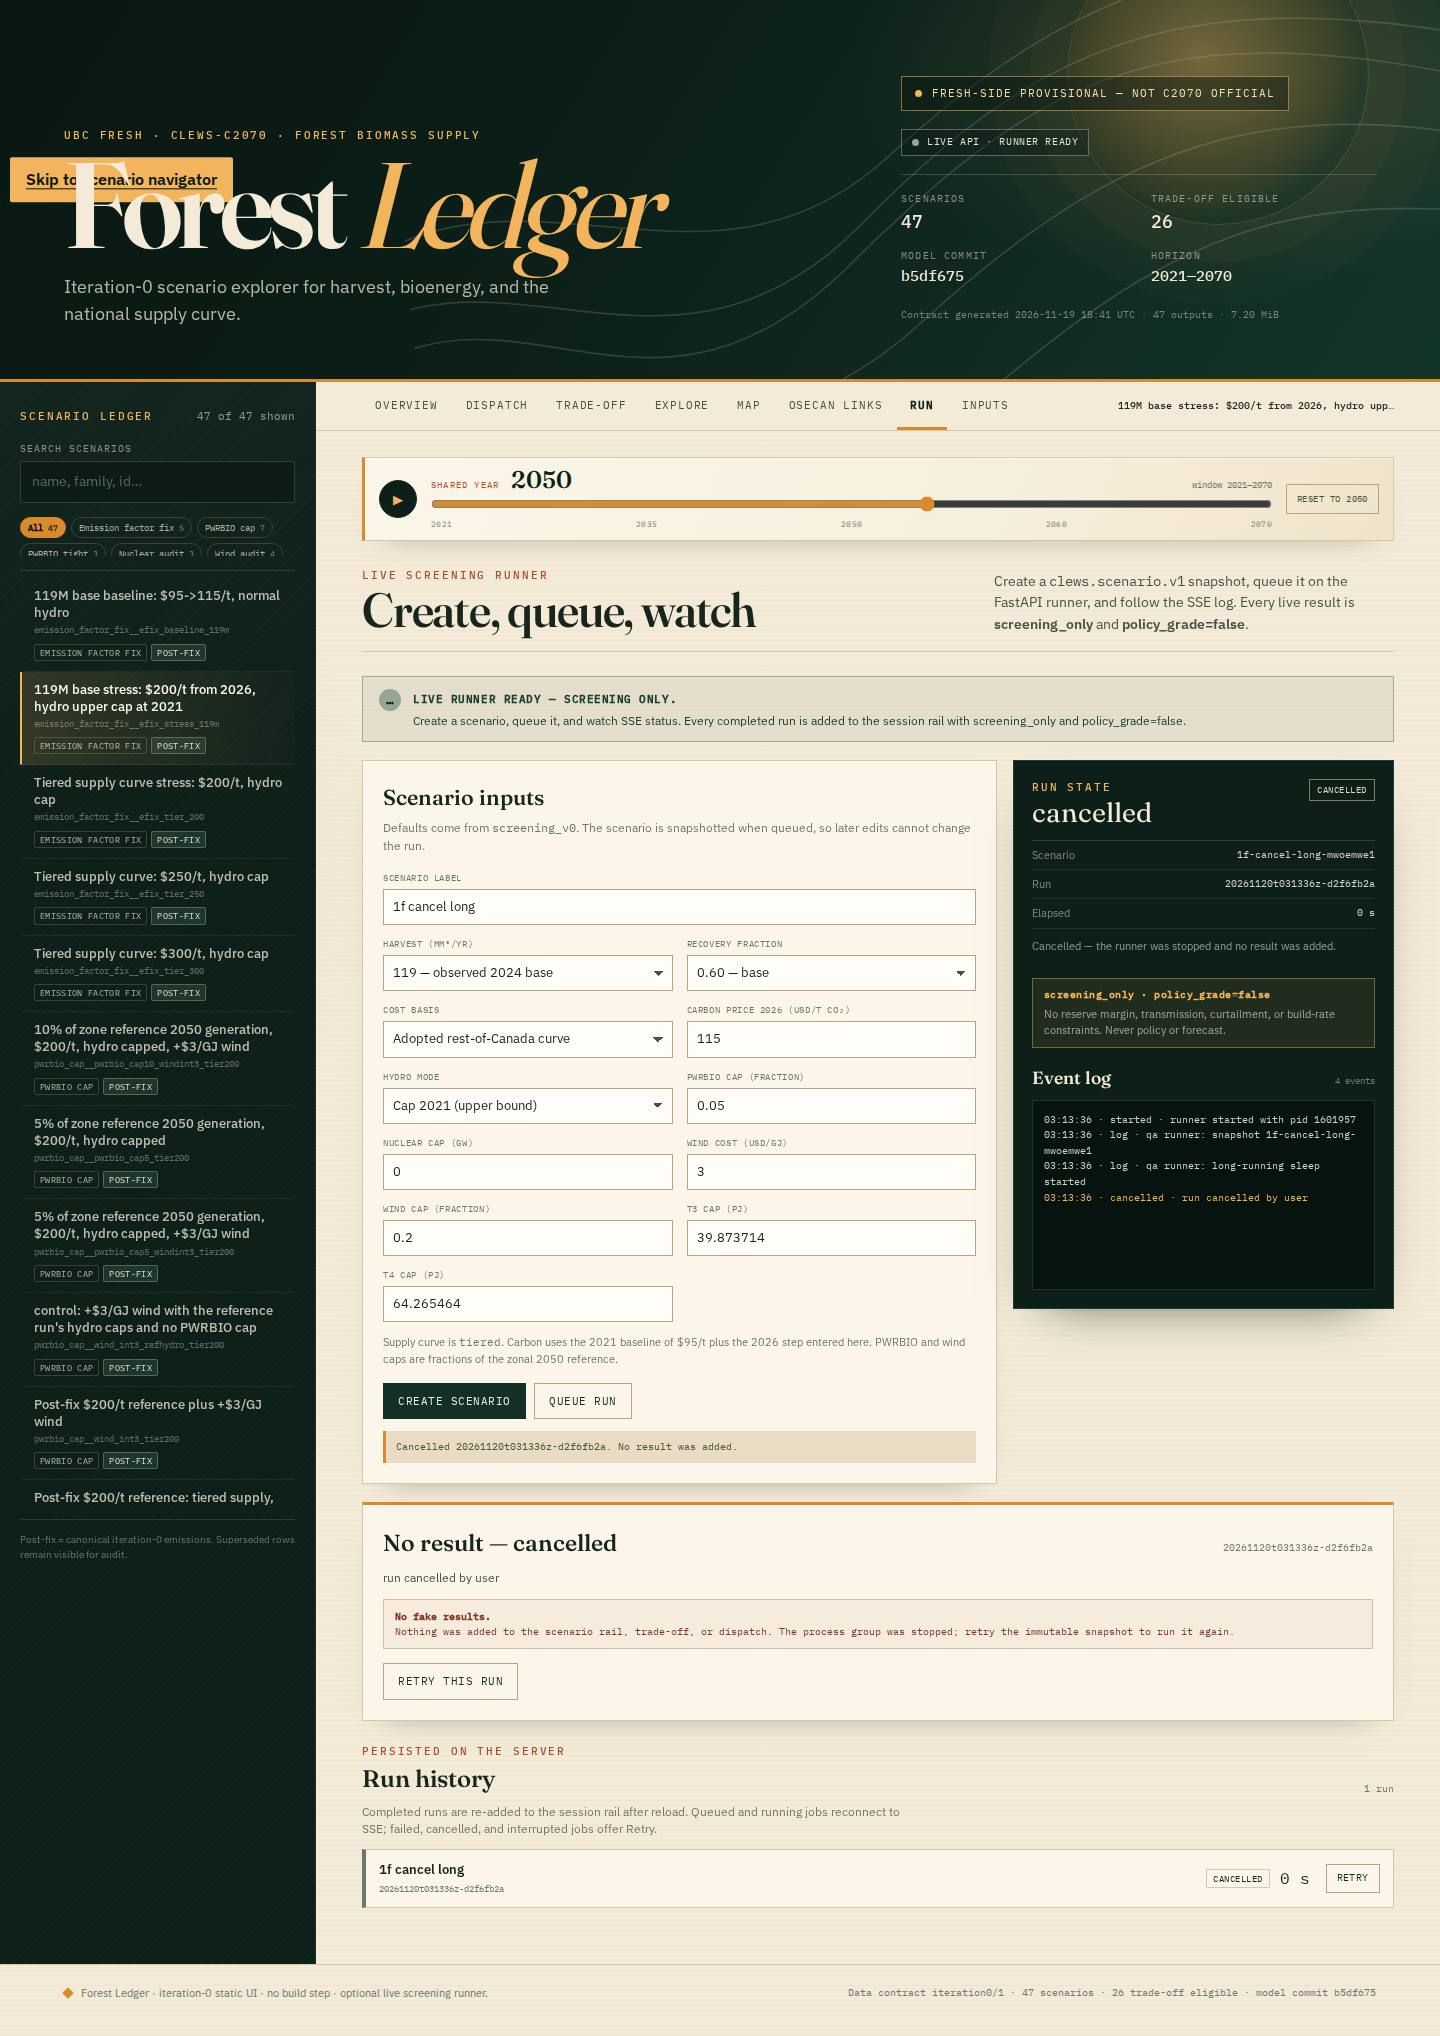 UBC FRESH · CLEWS-C2070 · FOREST BIOMASS SUPPLY
Skip to scenario navigator
Forest Ledger
Iteration-0 scenario explorer for harvest, bioenergy, and the
national supply curve.
FRESH-SIDE PROVISIONAL — NOT C2070 OFFICIAL
LIVE API · RUNNER READY
SCENARIOS
47
TRADE-OFF ELIGIBLE
26
MODEL COMMIT
b5df675
HORIZON
2021–2070
Contract generated 2026-11-19 18:41 UTC · 47 outputs · 7.20 MiB
SCENARIO LEDGER
47 of 47 shown
SEARCH SCENARIOS
name, family, id…
All 47
Emission factor fix 5
PWRBIO cap 7
PWRBIO tight 3
Nuclear audit 3
Wind audit 4
119M base baseline: $95->115/t, normal
hydro
emission_factor_fix__efix_baseline_119m
EMISSION FACTOR FIX
POST-FIX
119M base stress: $200/t from 2026,
hydro upper cap at 2021
emission_factor_fix__efix_stress_119m
EMISSION FACTOR FIX
POST-FIX
Tiered supply curve stress: $200/t, hydro
cap
emission_factor_fix__efix_tier_200
EMISSION FACTOR FIX
POST-FIX
Tiered supply curve: $250/t, hydro cap
emission_factor_fix__efix_tier_250
EMISSION FACTOR FIX
POST-FIX
Tiered supply curve: $300/t, hydro cap
emission_factor_fix__efix_tier_300
EMISSION FACTOR FIX
POST-FIX
10% of zone reference 2050 generation,
$200/t, hydro capped, +$3/GJ wind
pwrbio_cap__pwrbio_cap10_windint3_tier200
PWRBIO CAP
POST-FIX
5% of zone reference 2050 generation,
$200/t, hydro capped
pwrbio_cap__pwrbio_cap5_tier200
PWRBIO CAP
POST-FIX
5% of zone reference 2050 generation,
$200/t, hydro capped, +$3/GJ wind
pwrbio_cap__pwrbio_cap5_windint3_tier200
PWRBIO CAP
POST-FIX
control: +$3/GJ wind with the reference
run's hydro caps and no PWRBIO cap
pwrbio_cap__wind_int3_refhydro_tier200
PWRBIO CAP
POST-FIX
Post-fix $200/t reference plus +$3/GJ
wind
pwrbio_cap__wind_int3_tier200
PWRBIO CAP
POST-FIX
Post-fix $200/t reference: tiered supply,
Post-fix = canonical iteration-0 emissions. Superseded rows
remain visible for audit.
OVERVIEW
DISPATCH
TRADE-OFF
EXPLORE
MAP
OSECAN LINKS
RUN
INPUTS
119M base stress: $200/t from 2026, hydro upp…
SHARED YEAR 2050
window 2021–2070
2021
2035
2050
2060
2070
RESET TO 2050
LIVE SCREENING RUNNER
Create, queue, watch
Create a clews.scenario.v1 snapshot, queue it on the
FastAPI runner, and follow the SSE log. Every live result is
screening_only and policy_grade=false.
… LIVE RUNNER READY — SCREENING ONLY.
Create a scenario, queue it, and watch SSE status. Every completed run is added to the session rail with screening_only and policy_grade=false.
Scenario inputs
Defaults come from screening_v0. The scenario is snapshotted when queued, so later edits cannot change
the run.
SCENARIO LABEL
1f cancel long
HARVEST (MM³/YR)
119 — observed 2024 base
RECOVERY FRACTION
0.60 — base
COST BASIS
Adopted rest-of-Canada curve
CARBON PRICE 2026 (USD/T CO₂)
115
HYDRO MODE
Cap 2021 (upper bound)
PWRBIO CAP (FRACTION)
0.05
NUCLEAR CAP (GW)
0
WIND COST (USD/GJ)
3
WIND CAP (FRACTION)
0.2
T3 CAP (PJ)
39.873714
T4 CAP (PJ)
64.265464
Supply curve is tiered. Carbon uses the 2021 baseline of $95/t plus the 2026 step entered here. PWRBIO and wind
caps are fractions of the zonal 2050 reference.
CREATE SCENARIO
QUEUE RUN
Cancelled 20261120t031336z-d2f6fb2a. No result was added.
RUN STATE
cancelled
CANCELLED
Scenario
1f-cancel-long-mwoemwe1
Run
20261120t031336z-d2f6fb2a
Elapsed
0 s
Cancelled — the runner was stopped and no result was added.
screening_only · policy_grade=false
No reserve margin, transmission, curtailment, or build-rate
constraints. Never policy or forecast.
Event log
4 events
03:13:36 · started · runner started with pid 1601957
03:13:36 · log · qa runner: snapshot 1f-cancel-long-
mwoemwe1
03:13:36 · log · qa runner: long-running sleep
started
03:13:36 · cancelled · run cancelled by user
No result — cancelled
20261120t031336z-d2f6fb2a
run cancelled by user
No fake results.
Nothing was added to the scenario rail, trade-off, or dispatch. The process group was stopped; retry the immutable snapshot to run it again.
RETRY THIS RUN
PERSISTED ON THE SERVER
Run history
1 run
Completed runs are re-added to the session rail after reload. Queued and running jobs reconnect to
SSE; failed, cancelled, and interrupted jobs offer Retry.
1f cancel long
20261120t031336z-d2f6fb2a
CANCELLED
0 s
RETRY
Forest Ledger · iteration-0 static UI · no build step · optional live screening runner.
Data contract iteration0/1 · 47 scenarios · 26 trade-off eligible · model commit b5df675